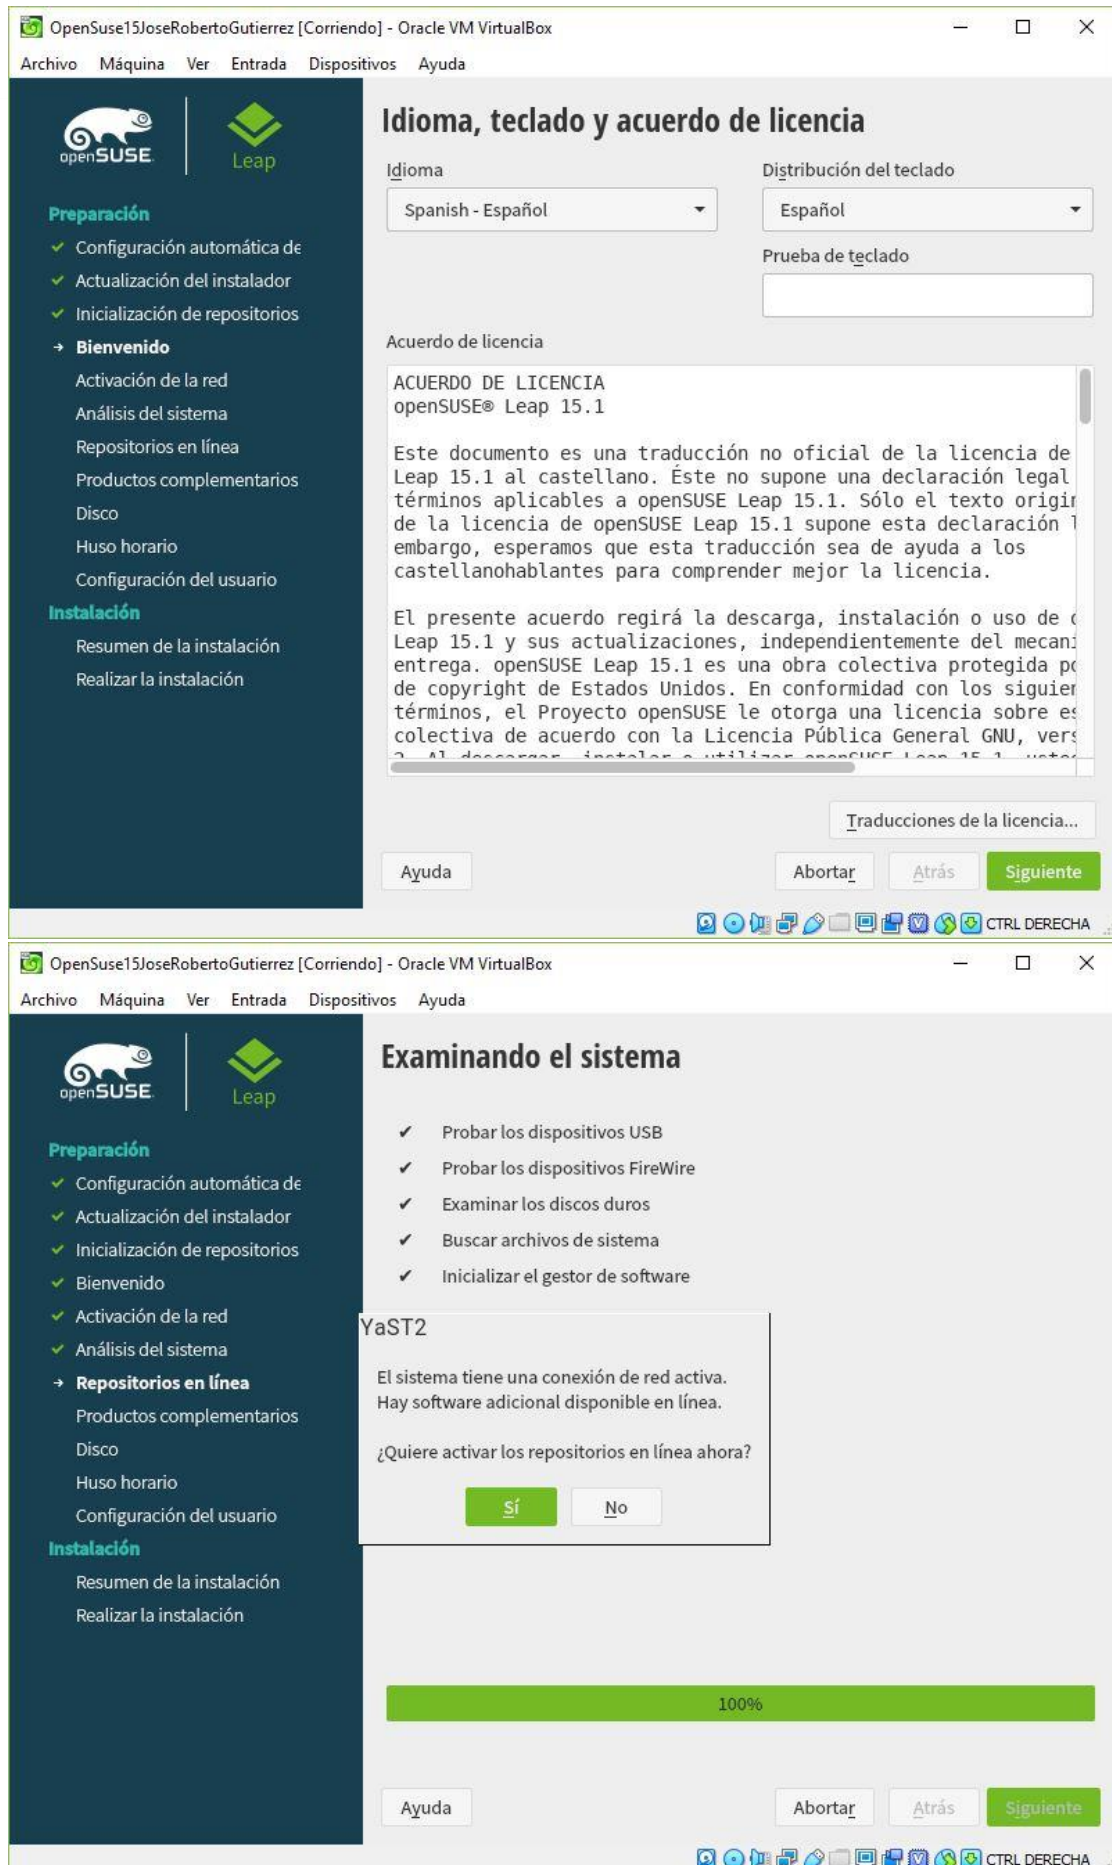 OpenSuse15JoseRobertoGutierrez [Corriendo] - Oracle VM VirtualBox
Archivo Máquina Ver Entrada Dispositivos Ayuda
openSUSE
Leap
Preparación
Configuración automática de
Actualización del instalador
Inicialización de repositorios
Bienvenido
Activación de la red
Análisis del sistema
Repositorios en línea
Productos complementarios
Disco
Huso horario
Configuración del usuario
Instalación
Resumen de la instalación
Realizar la instalación
Idioma, teclado y acuerdo de licencia
Idioma
Spanish - Español
Distribución del teclado
Español
Prueba de teclado
Acuerdo de licencia
ACUERDO DE LICENCIA
openSUSE® Leap 15.1
Este documento es una traducción no oficial de la licencia de
Leap 15.1 al castellano. Éste no supone una declaración legal
términos aplicables a openSUSE Leap 15.1. Sólo el texto origin
de la licencia de openSUSE Leap 15.1 supone esta declaración
embargo, esperamos que esta traducción sea de ayuda a los
castellanohablantes para comprender mejor la licencia.
El presente acuerdo regirá la descarga, instalación o uso de
Leap 15.1 y sus actualizaciones, independientemente del mecani
entrega. openSUSE Leap 15.1 es una obra colectiva protegida po
de copyright de Estados Unidos. En conformidad con los siguien
términos, el Proyecto openSUSE le otorga una licencia sobre es
colectiva de acuerdo con la Licencia Pública General GNU, vers
2. Al descargar, instalar o utilizar openSUSE Leap 15.1, usted
Traducciones de la licencia...
Ayuda
Abortar
Atrás
Siguiente
CTRL DERECHA
OpenSuse15JoseRobertoGutierrez [Corriendo] - Oracle VM VirtualBox
Archivo Máquina Ver Entrada Dispositivos Ayuda
openSUSE
Leap
Preparación
Configuración automática de
Actualización del instalador
Inicialización de repositorios
Bienvenido
Activación de la red
Análisis del sistema
Repositorios en línea
Productos complementarios
Disco
Huso horario
Configuración del usuario
Instalación
Resumen de la instalación
Realizar la instalación
Examinando el sistema
Probar los dispositivos USB
Probar los dispositivos FireWire
Examinar los discos duros
Buscar archivos de sistema
Inicializar el gestor de software
YaST2
El sistema tiene una conexión de red activa.
Hay software adicional disponible en línea.
¿Quiere activar los repositorios en línea ahora?
Sí
No
100%
Ayuda
Abortar
Atrás
Siguiente
CTRL DERECHA